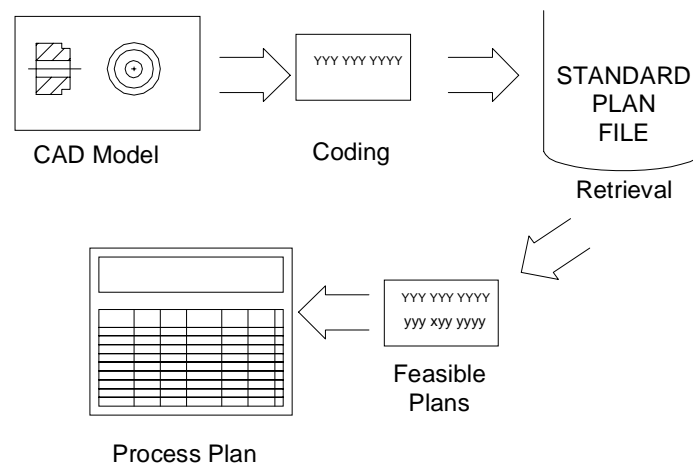 YYY YYY YYYY
STANDARD
PLAN
FILE
CAD Model
Coding
Retrieval
YYY YYY YYYY
yyy xyy yyyy
Feasible
Plans
Process Plan